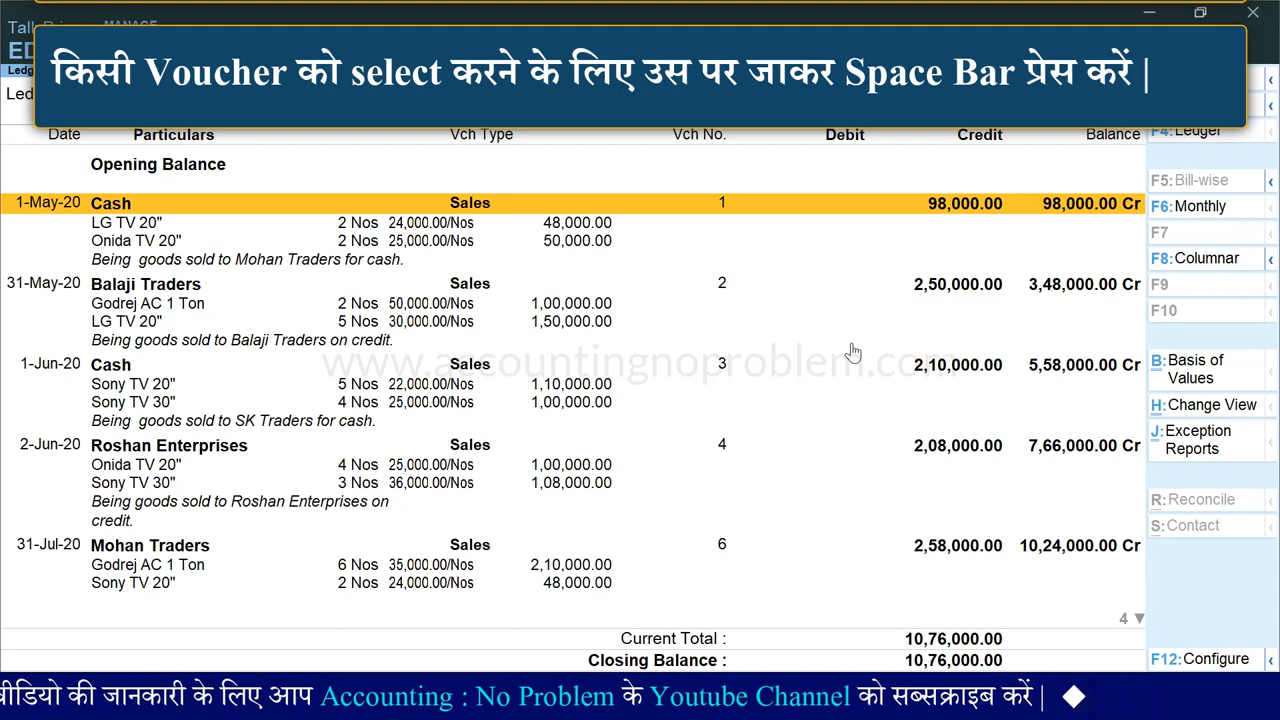 किसी Voucher को select करने के लिए उस पर जाकर Space Bar प्रेस करें |
Date Particulars Vch Type Vch No. Debit Credit Balance
F4: Ledger
Opening Balance
F5: Bill-wise
1-May-20 Cash Sales 1 98,000.00 98,000.00 Cr
F6: Monthly
LG TV 20" 2 Nos 24,000.00/Nos 48,000.00
F7
Onida TV 20" 2 Nos 25,000.00/Nos 50,000.00
Being goods sold to Mohan Traders for cash.
F8: Columnar
31-May-20 Balaji Traders Sales 2 2,50,000.00 3,48,000.00 Cr
F9
Godrej AC 1 Ton 2 Nos 50,000.00/Nos 1,00,000.00
F10
LG TV 20" 5 Nos 30,000.00/Nos 1,50,000.00
Being goods sold to Balaji Traders on credit.
www.accountingnoproblem.com
1-Jun-20 Cash Sales 3 2,10,000.00 5,58,000.00 Cr
B: Basis of
Values
Sony TV 20" 5 Nos 22,000.00/Nos 1,10,000.00
Sony TV 30" 4 Nos 25,000.00/Nos 1,00,000.00
H: Change View
Being goods sold to SK Traders for cash.
J: Exception
Reports
2-Jun-20 Roshan Enterprises Sales 4 2,08,000.00 7,66,000.00 Cr
Onida TV 20" 4 Nos 25,000.00/Nos 1,00,000.00
Sony TV 30" 3 Nos 36,000.00/Nos 1,08,000.00
Being goods sold to Roshan Enterprises on
credit.
R: Reconcile
S: Contact
31-Jul-20 Mohan Traders Sales 6 2,58,000.00 10,24,000.00 Cr
Godrej AC 1 Ton 6 Nos 35,000.00/Nos 2,10,000.00
Sony TV 20" 2 Nos 24,000.00/Nos 48,000.00
4 ▼
Current Total : 10,76,000.00
Closing Balance : 10,76,000.00
F12: Configure
वीडियो की जानकारी के लिए आप Accounting : No Problem के Youtube Channel को सब्सक्राइब करें | ◆